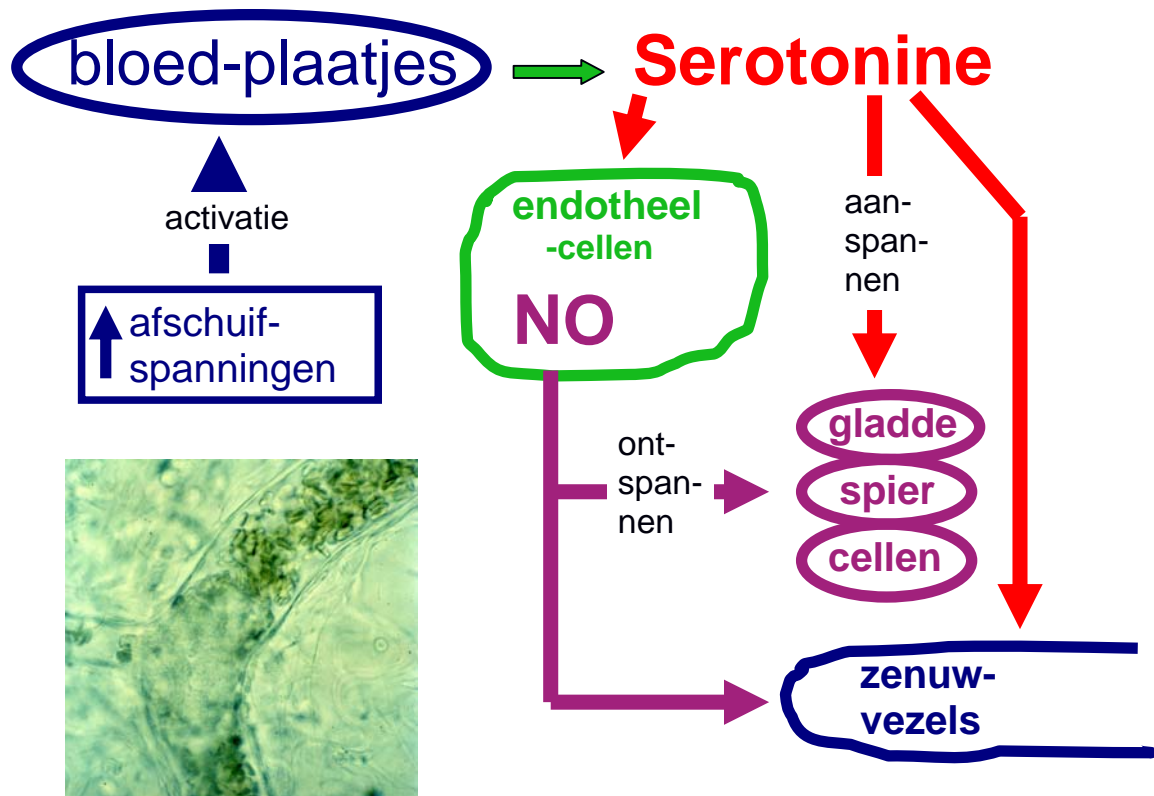 bloed-plaatjes
Serotonine
activatie
afschuif-
spanningen
endotheel
-cellen
NO
aan-
span-
nen
ont-
span-
nen
gladde
spier
cellen
zenuw-
vezels